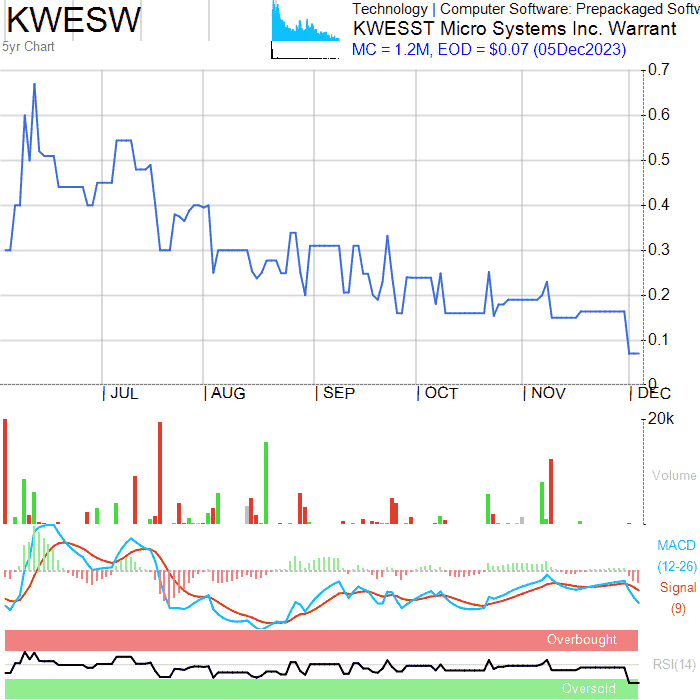 KWESW
5yr Chart
Technology | Computer Software: Prepackaged Softw
KWESST Micro Systems Inc. Warrant
MC = 1.2M, EOD = $0.07 (05Dec2023)
0.7
0.6
0.5
0.4
0.3
0.2
0.1
0
| JUL | AUG | SEP | OCT | NOV | DEC
20k
Volume
MACD
(12-26)
Signal
(9)
Overbought
RSI(14)
Oversold